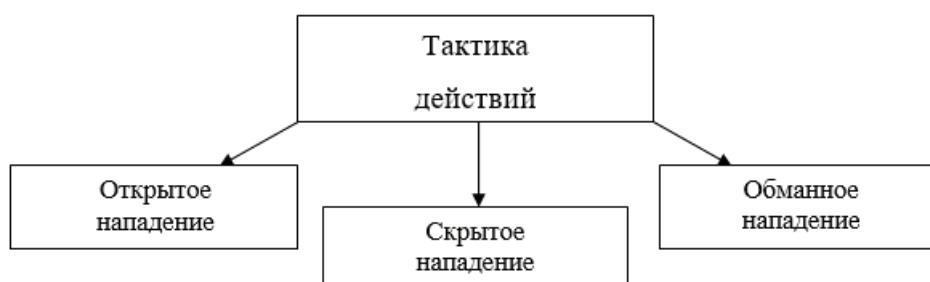 Тактика
действий
Открытое
нападение
Скрытое
нападение
Обманное
нападение